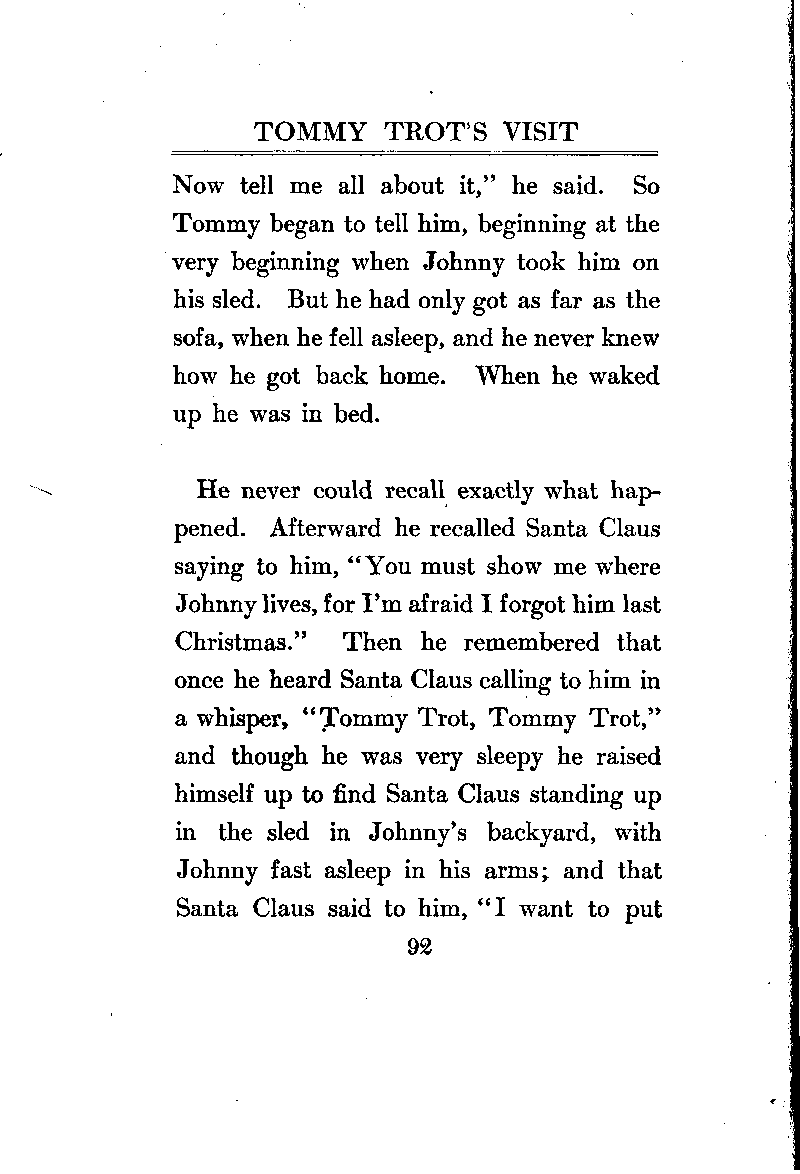 TOMMY TROT'S VISIT
Now tell me all about it,” he said. So
Tommy began to tell him, beginning at the
very beginning when Johnny took him on
his sled. But he had only got as far as the
sofa, when he fell asleep, and he never knew
how he got back home. When he waked
up he was in bed.
He never could recall exactly what hap-
pened. Afterward he recalled Santa Claus
saying to him, “You must show me where
Johnny lives, for I’m afraid I forgot him last
Christmas.” Then he remembered that
once he heard Santa Claus calling to him in
a whisper, “Tommy Trot, Tommy Trot,”
and though he was very sleepy he raised
himself up to find Santa Claus standing up
in the sled in Johnny’s backyard, with
Johnny fast asleep in his arms; and that
Santa Claus said to him, “I want to put
92